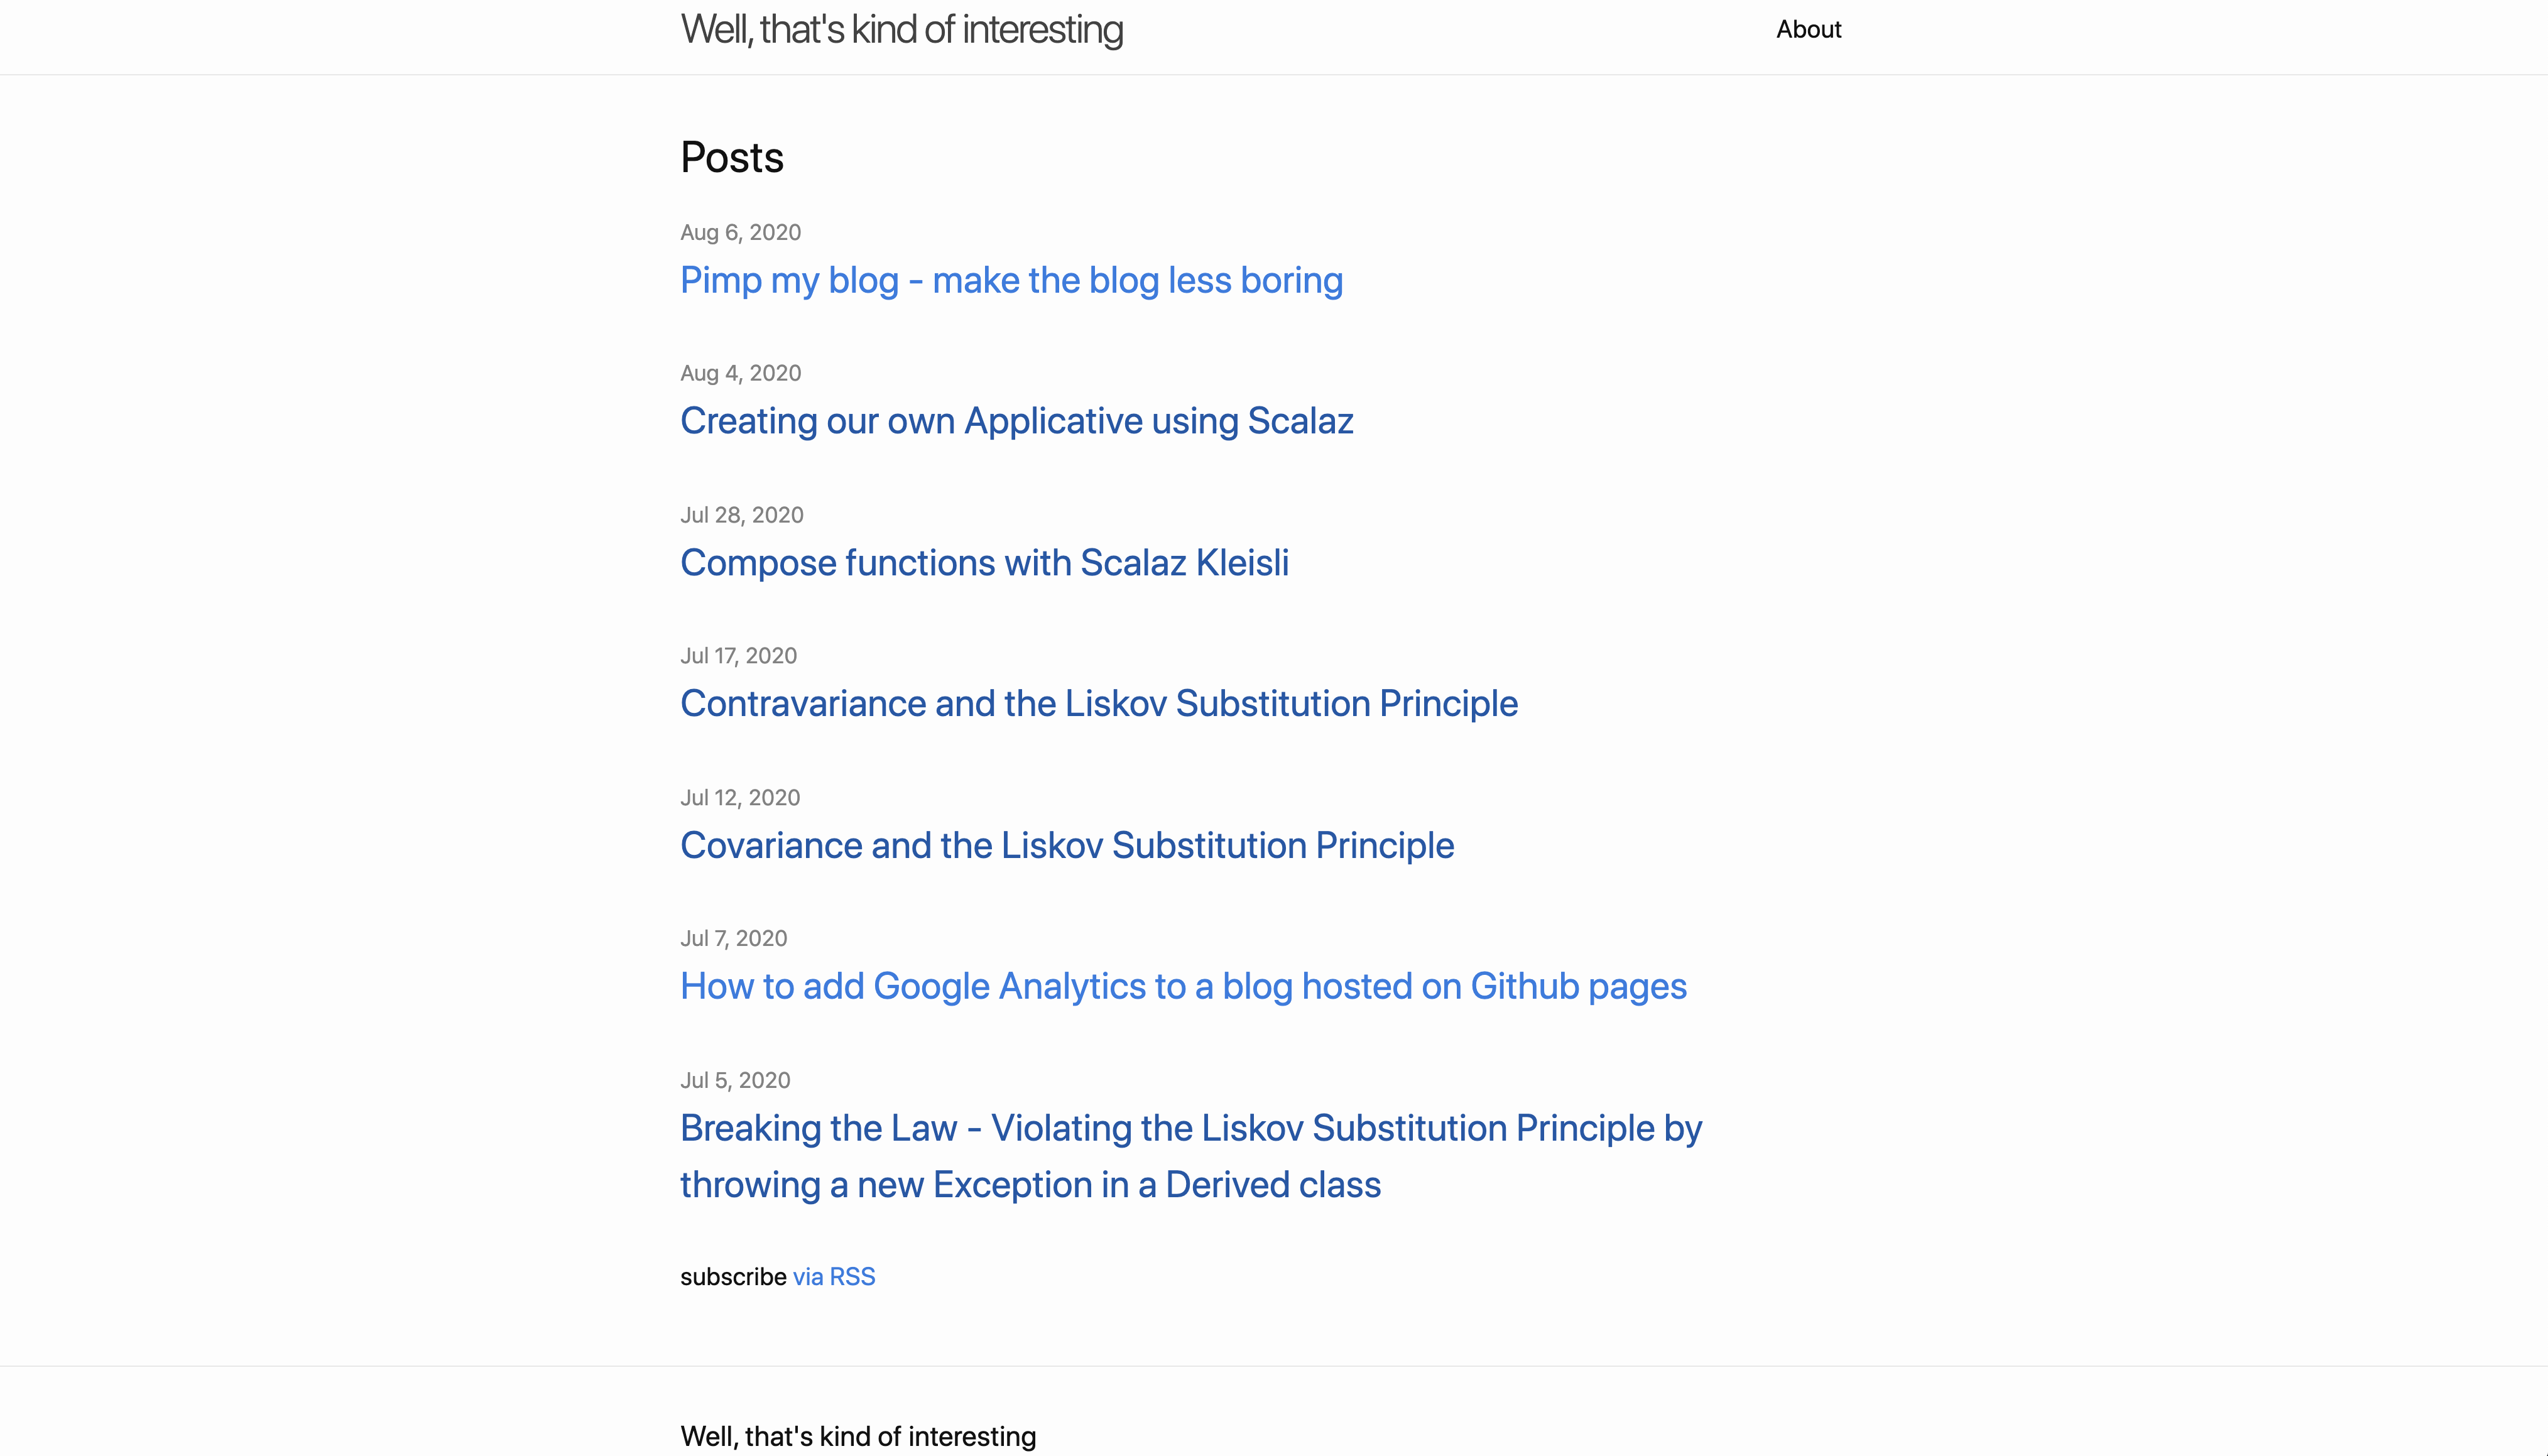 Well, that's kind of interesting
About
Posts
Aug 6, 2020
Pimp my blog - make the blog less boring
Aug 4, 2020
Creating our own Applicative using Scalaz
Jul 28, 2020
Compose functions with Scalaz Kleisli
Jul 17, 2020
Contravariance and the Liskov Substitution Principle
Jul 12, 2020
Covariance and the Liskov Substitution Principle
Jul 7, 2020
How to add Google Analytics to a blog hosted on Github pages
Jul 5, 2020
Breaking the Law - Violating the Liskov Substitution Principle by
throwing a new Exception in a Derived class
subscribe via RSS
Well, that's kind of interesting